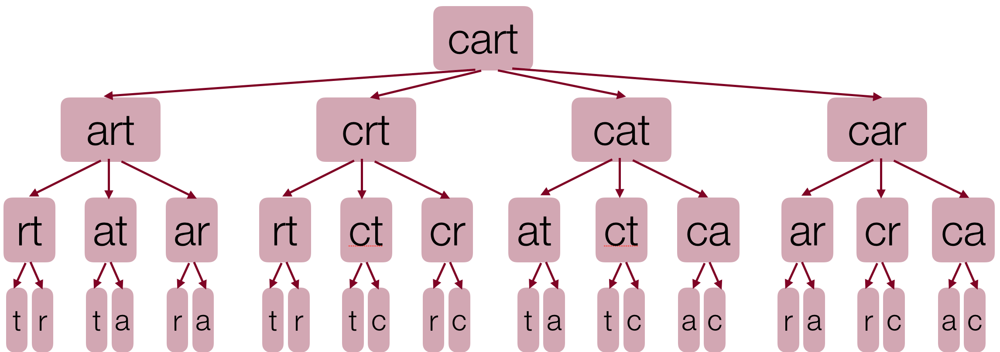 cart
art crt cat car
rt at ar rt ct cr at ct ca ar cr ca
t r t a r a t r t c r c t a t c a c r a r c a c